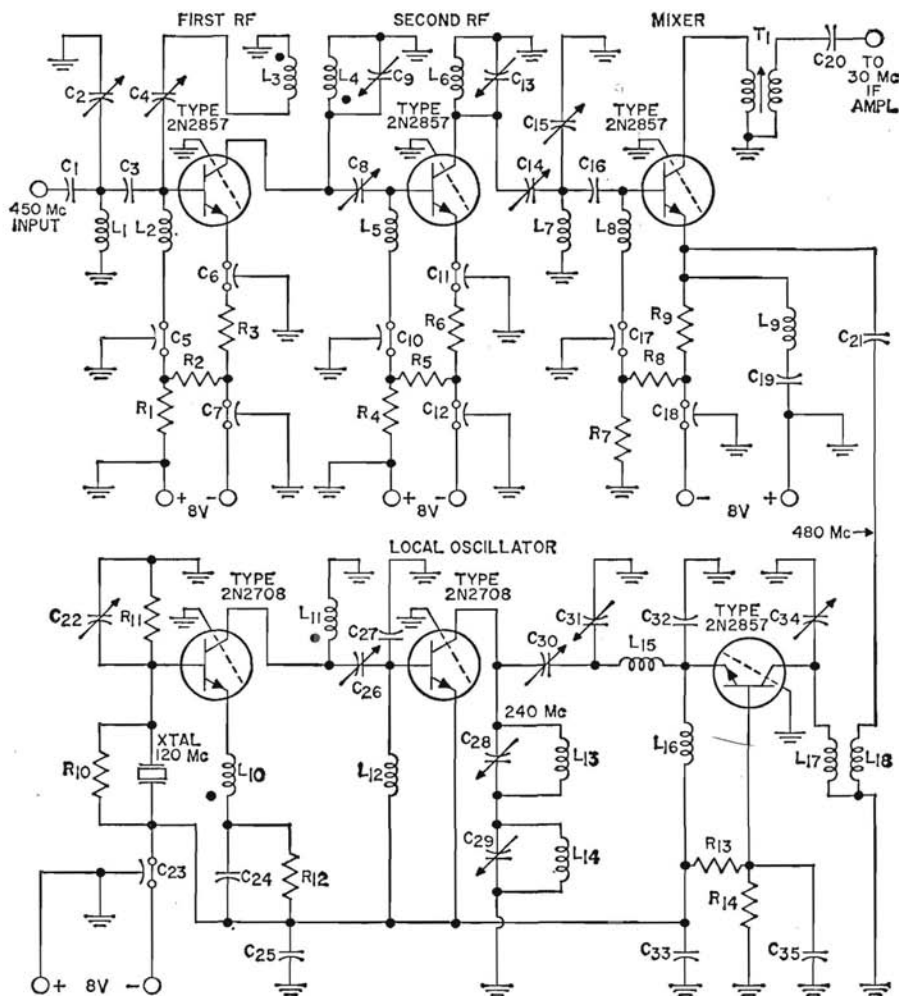 FIRST RF
SECOND RF
MIXER
T1
C20
TO
30 Mc
IF
AMPL
C2
C4
L3
L4
C9
L6
C13
C15
TYPE
2N2857
TYPE
2N2857
TYPE
2N2857
C1
C3
C8
C14
C16
450 Mc
INPUT
L1
L2
L5
L7
L8
C6
C11
R3
R6
R9
L9
C21
C5
C10
C17
R2
R5
R8
C19
R1
C7
R4
C12
R7
C18
+ −
8V
+ −
8V
− +
8V
480 Mc
LOCAL OSCILLATOR
TYPE
2N2708
TYPE
2N2708
TYPE
2N2857
C22
R11
L11
C27
C31
C32
C34
C30
L15
C26
240 Mc
XTAL
120 Mc
R10
L10
L12
C28
L13
L16
L17
L18
C23
C24
R12
C29
L14
R13
R14
C25
C33
C35
+ 8V −